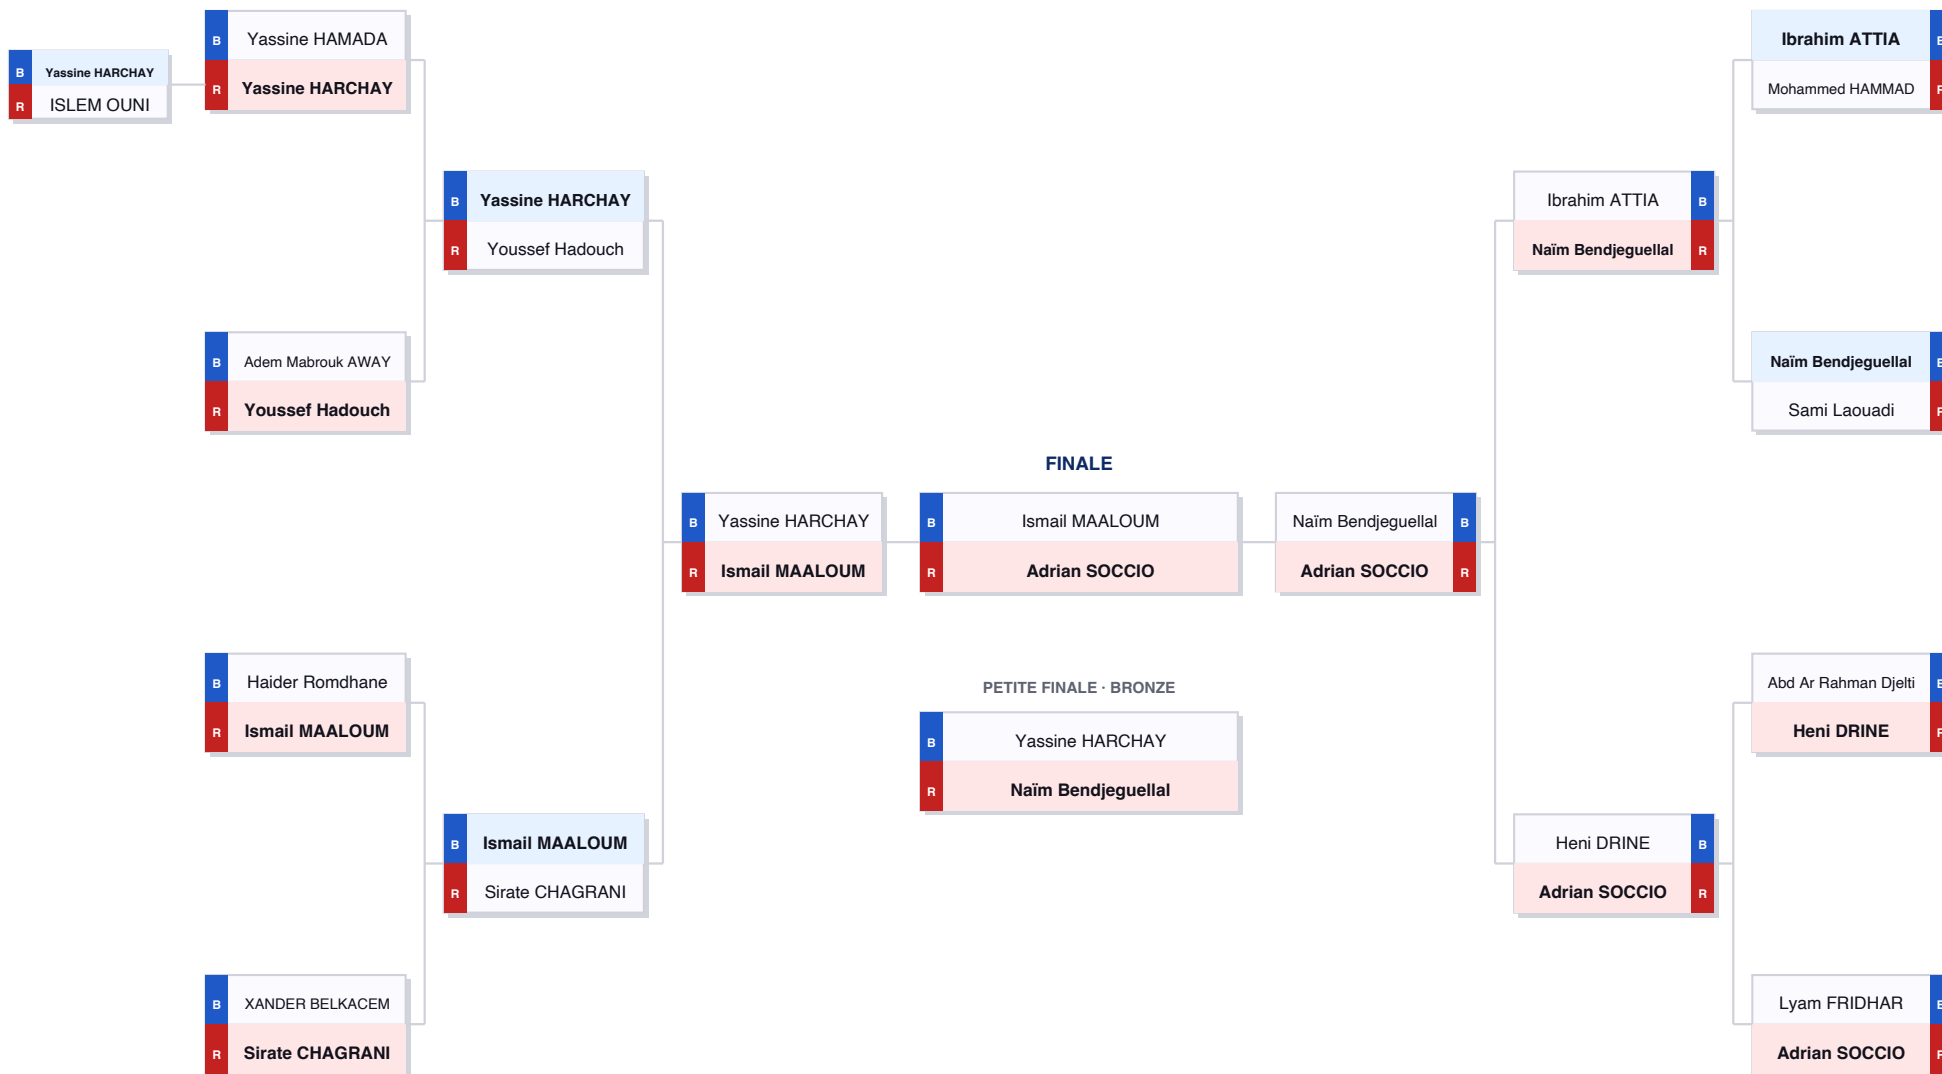 B Yassine HARCHAY
R ISLEM OUNI
B Yassine HAMADA
R Yassine HARCHAY
B Adem Mabrouk AWAY
R Youssef Hadouch
B Haider Romdhane
R Ismail MAALOUM
B XANDER BELKACEM
R Sirate CHAGRANI
B Yassine HARCHAY
R Youssef Hadouch
B Ismail MAALOUM
R Sirate CHAGRANI
B Yassine HARCHAY
R Ismail MAALOUM
FINALE
B Ismail MAALOUM
R Adrian SOCCIO
PETITE FINALE · BRONZE
B Yassine HARCHAY
R Naïm Bendjeguellal
Naïm Bendjeguellal B
Adrian SOCCIO R
Ibrahim ATTIA B
Naïm Bendjeguellal R
Heni DRINE B
Adrian SOCCIO R
Ibrahim ATTIA B
Mohammed HAMMAD R
Naïm Bendjeguellal B
Sami Laouadi R
Abd Ar Rahman Djelti B
Heni DRINE R
Lyam FRIDHAR B
Adrian SOCCIO R